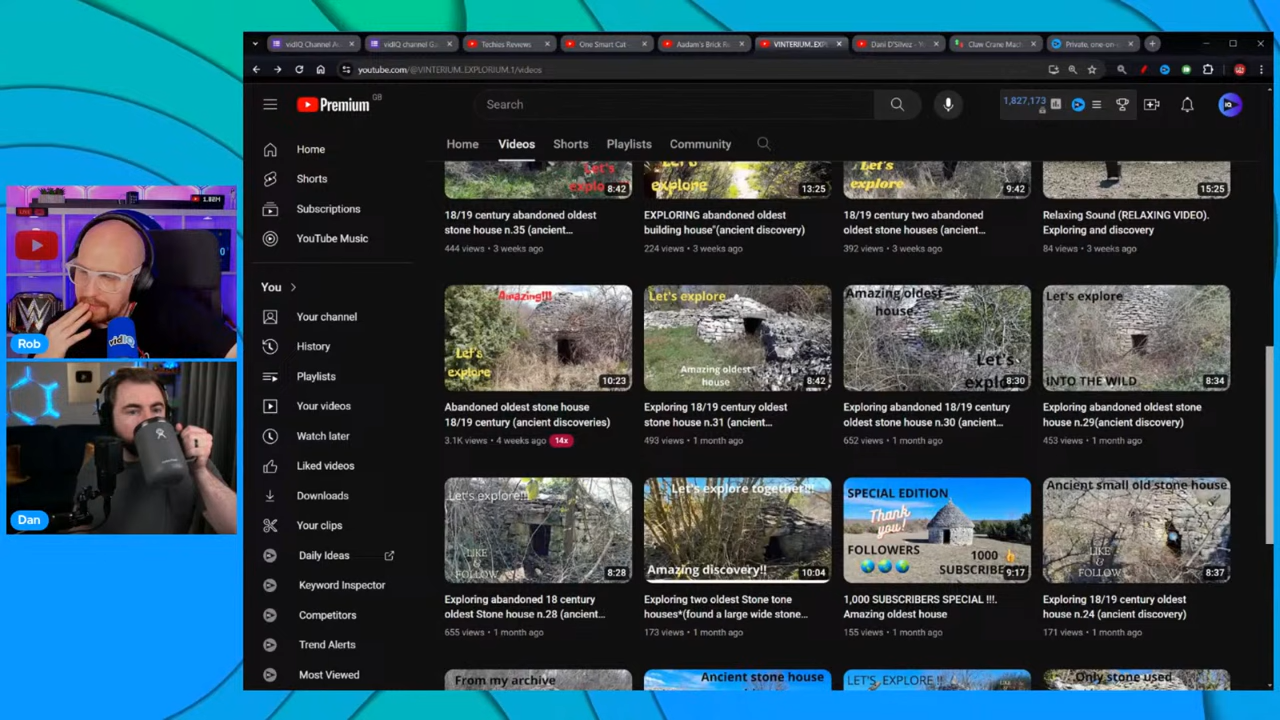 vidIQ Channel Au
vidIQ channel Ga
Techies Reviews
One Smart Cat
Aadam's Brick R
VINTERIUM_EXP
Dani D'Silvez - Y
Claw Crane Mach
Private, one-on-
youtube.com/@VINTERIUM_EXPLORIUM.1/videos
Premium GB
Search
1,827,173
IQ
Home
Videos
Shorts
Playlists
Community
Home
Shorts
Subscriptions
YouTube Music
You
Your channel
History
Playlists
Your videos
Watch later
Liked videos
Downloads
Your clips
Daily Ideas
Keyword Inspector
Competitors
Trend Alerts
Most Viewed
Let's
explore
8:42
Let's
explore
13:25
Let's
explore
9:42
15:25
18/19 century abandoned oldest
stone house n.35 (ancient...
444 views • 3 weeks ago
EXPLORING abandoned oldest
building house"(ancient discovery)
224 views • 3 weeks ago
18/19 century two abandoned
oldest stone houses (ancient...
392 views • 3 weeks ago
Relaxing Sound (RELAXING VIDEO).
Exploring and discovery
84 views • 3 weeks ago
Amazing!!!
Let's
explore
10:23
Let's explore
Amazing oldest
house
8:42
Amazing oldest
house
Let's
explo
8:30
Let's explore
INTO THE WILD
8:34
Abandoned oldest stone house
18/19 century (ancient discoveries)
3.1K views • 4 weeks ago 14x
Exploring 18/19 century oldest
stone house n.31 (ancient...
493 views • 1 month ago
Exploring abandoned 18/19 century
oldest stone house n.30 (ancient...
652 views • 1 month ago
Exploring abandoned oldest stone
house n.29(ancient discovery)
453 views • 1 month ago
Let's explore!!
LIKE
&
FOLLOW
8:28
Let's explore together!!!
Amazing discovery!!
10:04
SPECIAL EDITION
Thank
you!
FOLLOWERS
1000
SUBSCRIBE
9:17
Ancient small old stone house
LIKE
&
FOLLOW
8:37
Exploring abandoned 18 century
oldest Stone house n.28 (ancient...
655 views • 1 month ago
Exploring two oldest Stone tone
houses*(found a large wide stone...
173 views • 1 month ago
1,000 SUBSCRIBERS SPECIAL !!!.
Amazing oldest house
155 views • 1 month ago
Exploring 18/19 century oldest
house n.24 (ancient discovery)
171 views • 1 month ago
From my archive
Ancient stone house
LET'S EXPLORE !!
Only stone used
Rob
vidIQ
Dan